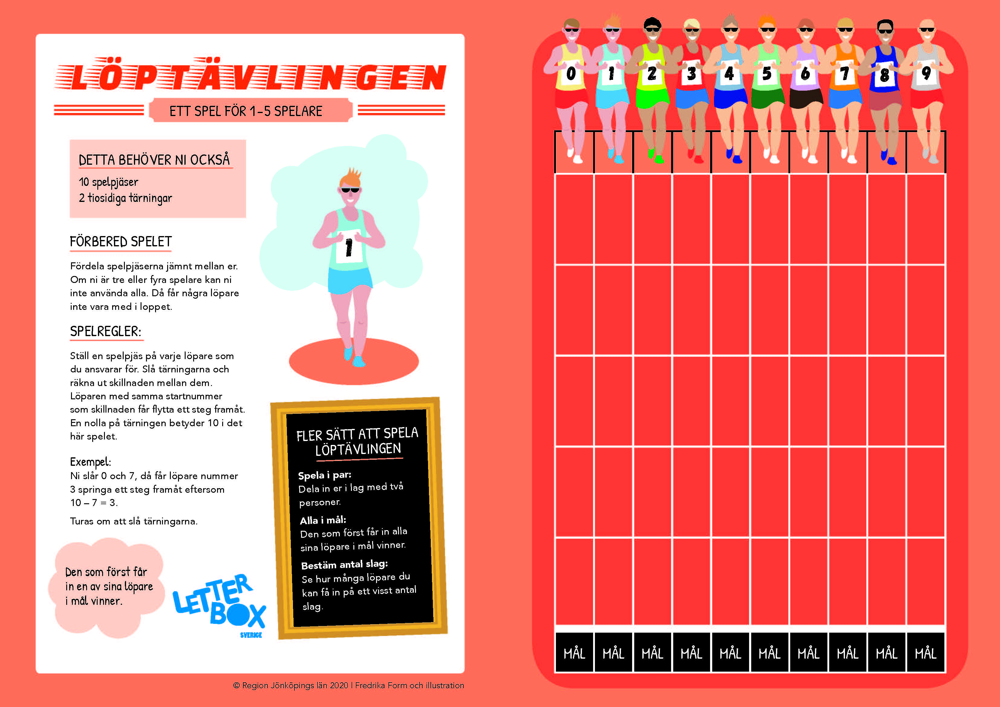 LÖPTÄVLINGEN
ETT SPEL FÖR 1–5 SPELARE
DETTA BEHÖVER NI OCKSÅ
10 spelpjäser
2 tiosidiga tärningar
FÖRBERED SPELET
Fördela spelpjäserna jämnt mellan er.
Om ni är tre eller fyra spelare kan ni
inte använda alla. Då får några löpare
inte vara med i loppet.
SPELREGLER:
Ställ en spelpjäs på varje löpare som
du ansvarar för. Slå tärningarna och
räkna ut skillnaden mellan dem.
Löparen med samma startnummer
som skillnaden får flytta ett steg framåt.
En nolla på tärningen betyder 10 i det
här spelet.
Exempel:
Ni slår 0 och 7, då får löpare nummer
3 springa ett steg framåt eftersom
10 – 7 = 3.
Turas om att slå tärningarna.
Den som först får
in en av sina löpare
i mål vinner.
LETTER
BOX
SVERIGE
1
FLER SÄTT ATT SPELA
LÖPTÄVLINGEN
Spela i par:
Dela in er i lag med två
personer.
Alla i mål:
Den som först får in alla
sina löpare i mål vinner.
Bestäm antal slag:
Se hur många löpare du
kan få in på ett visst antal
slag.
© Region Jönköpings län 2020 | Fredrika Form och illustration
0 1 2 3 4 5 6 7 8 9
MÅL MÅL MÅL MÅL MÅL MÅL MÅL MÅL MÅL MÅL